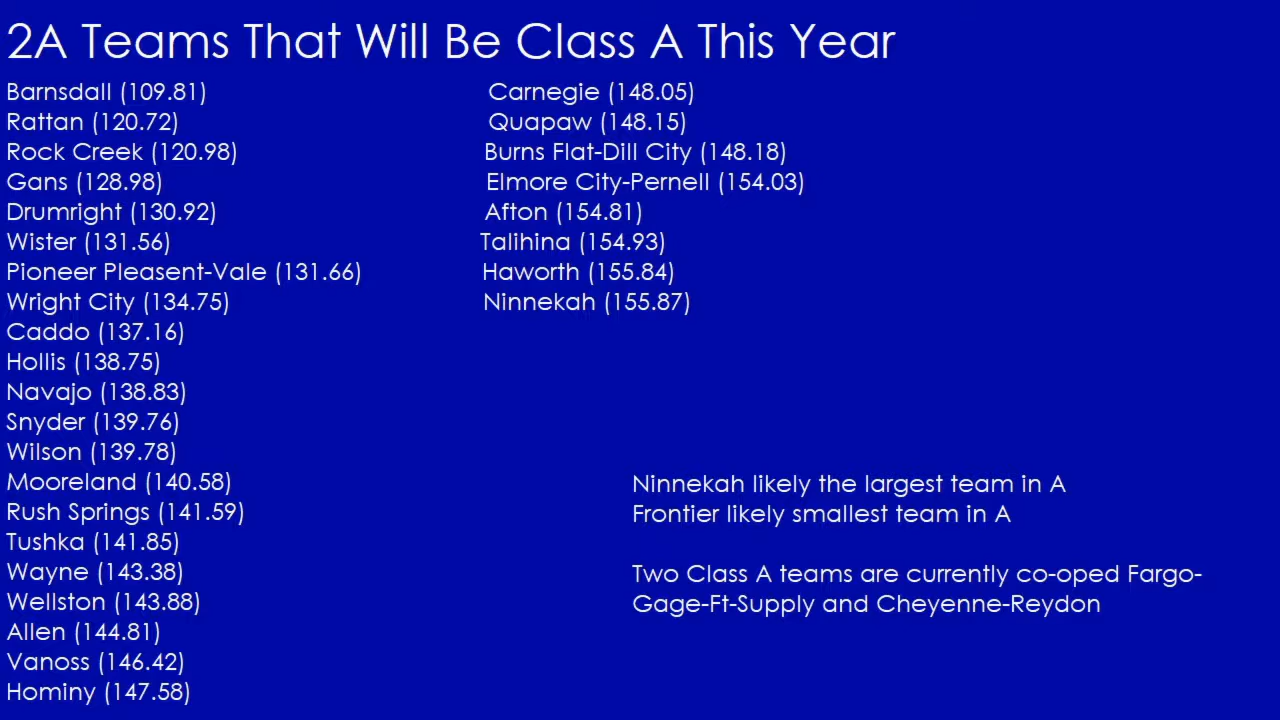 2A Teams That Will Be Class A This Year
Barnsdall (109.81)
Rattan (120.72)
Rock Creek (120.98)
Gans (128.98)
Drumright (130.92)
Wister (131.56)
Pioneer Pleasent-Vale (131.66)
Wright City (134.75)
Caddo (137.16)
Hollis (138.75)
Navajo (138.83)
Snyder (139.76)
Wilson (139.78)
Mooreland (140.58)
Rush Springs (141.59)
Tushka (141.85)
Wayne (143.38)
Wellston (143.88)
Allen (144.81)
Vanoss (146.42)
Hominy (147.58)
Carnegie (148.05)
Quapaw (148.15)
Burns Flat-Dill City (148.18)
Elmore City-Pernell (154.03)
Afton (154.81)
Talihina (154.93)
Haworth (155.84)
Ninnekah (155.87)
Ninnekah likely the largest team in A
Frontier likely smallest team in A
Two Class A teams are currently co-oped Fargo-
Gage-Ft-Supply and Cheyenne-Reydon